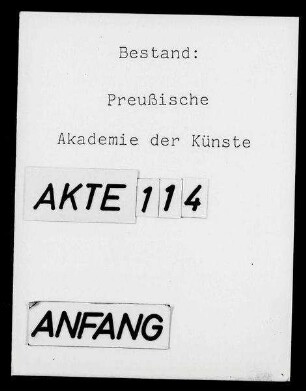 Bestand:
Preußische
Akademie der Künste
AKTE 114
ANFANG